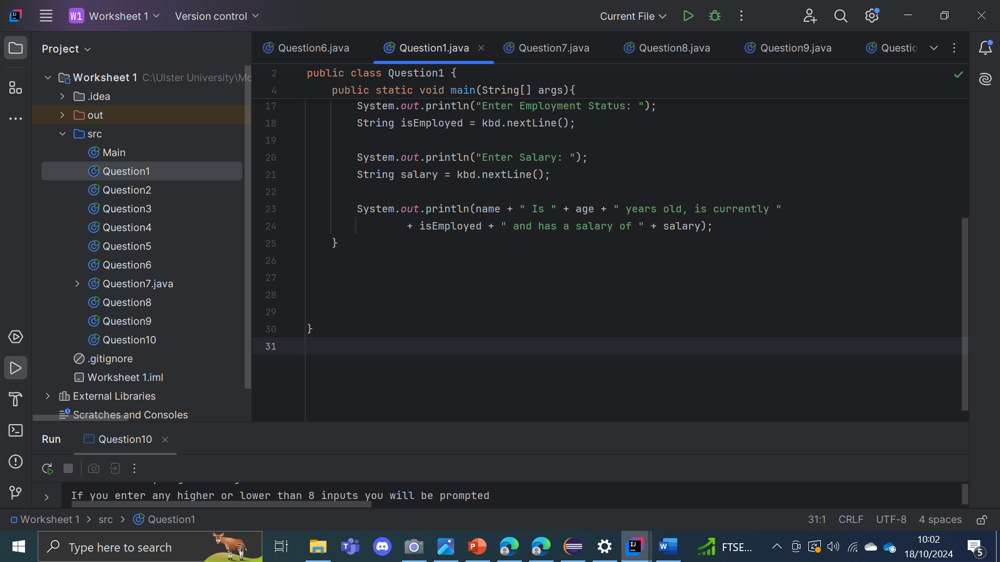 W1 Worksheet 1 Version control Current File
Project
Question6.java Question1.java Question7.java Question8.java Question9.java Questio
Worksheet 1 C:\Ulster University\Mo
.idea
out
src
Main
Question1
Question2
Question3
Question4
Question5
Question6
Question7.java
Question8
Question9
Question10
.gitignore
Worksheet 1.iml
External Libraries
Scratches and Consoles
2 public class Question1 {
4 public static void main(String[] args){
17 System.out.println("Enter Employment Status: ");
18 String isEmployed = kbd.nextLine();
19
20 System.out.println("Enter Salary: ");
21 String salary = kbd.nextLine();
22
23 System.out.println(name + " Is " + age + " years old, is currently "
24 + isEmployed + " and has a salary of " + salary);
25 }
26
27
28
29
30 }
31
Run Question10
If you enter any higher or lower than 8 inputs you will be prompted
Worksheet 1 > src > Question1 31:1 CRLF UTF-8 4 spaces
Type here to search
FTSE...
10:02
18/10/2024
5